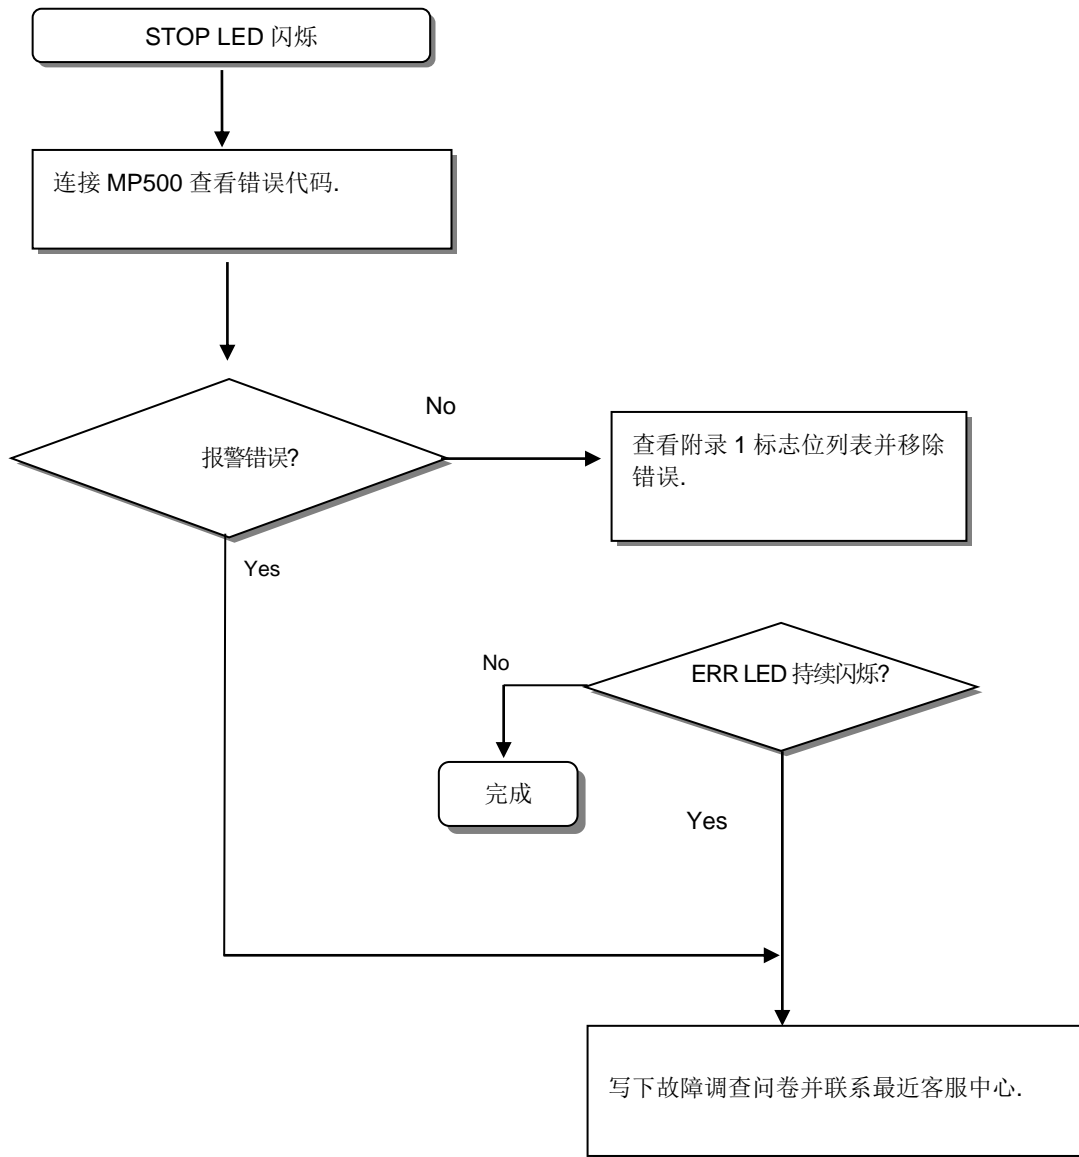 STOP LED 闪烁
连接 MP500 查看错误代码.
No
报警错误?
查看附录 1 标志位列表并移除
错误.
Yes
No
ERR LED 持续闪烁?
完成
Yes
写下故障调查问卷并联系最近客服中心.